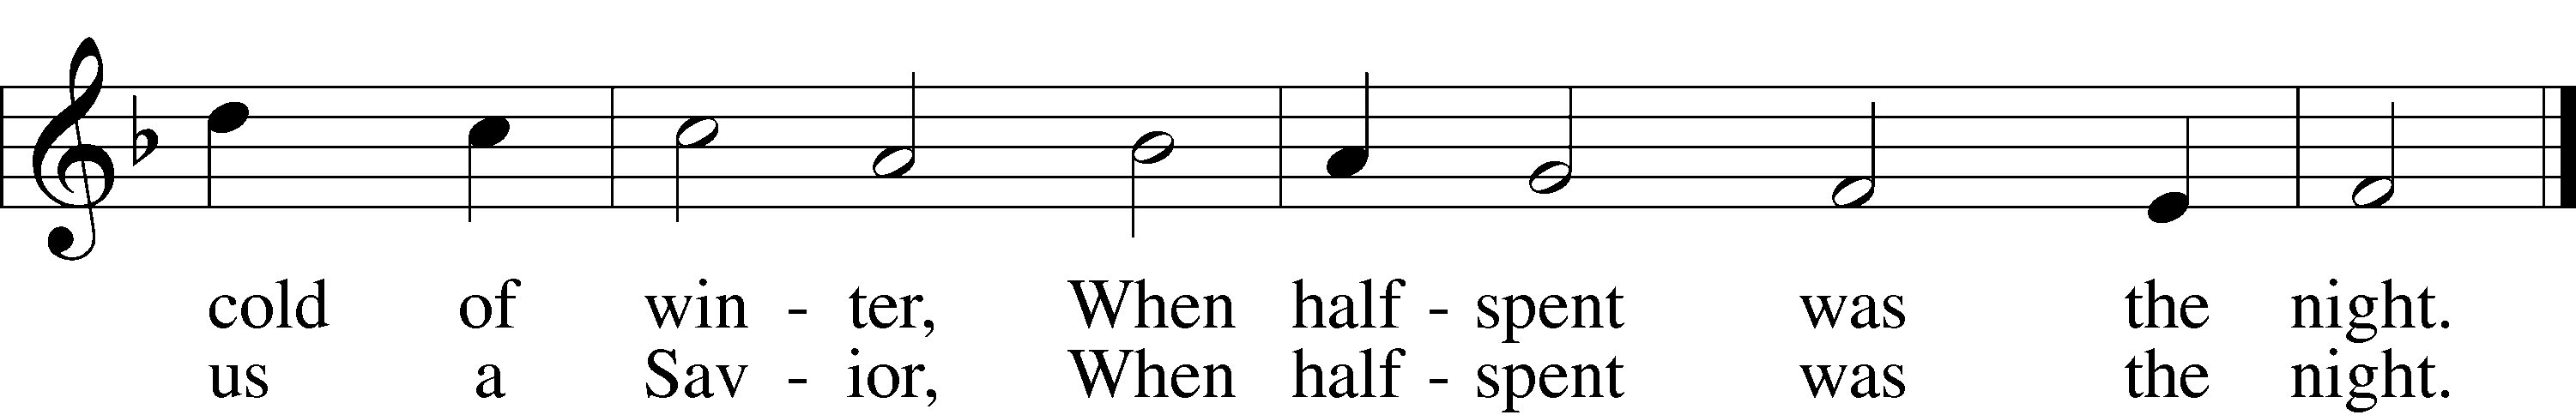 cold of win - ter, When half - spent was the night.
us a Sav - ior, When half - spent was the night.